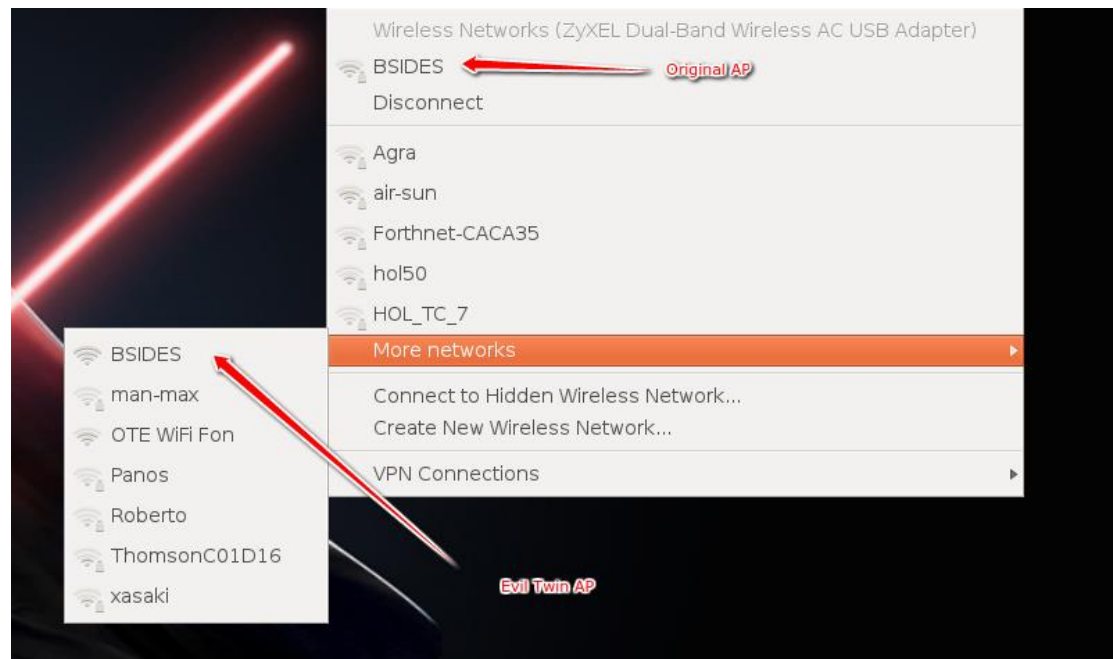 Wireless Networks (ZyXEL Dual-Band Wireless AC USB Adapter)
BSIDES
Original AP
Disconnect
Agra
air-sun
Forthnet-CACA35
hol50
HOL_TC_7
More networks
Connect to Hidden Wireless Network...
Create New Wireless Network...
VPN Connections
BSIDES
man-max
OTE WiFi Fon
Panos
Roberto
ThomsonC01D16
xasaki
Evil Twin AP